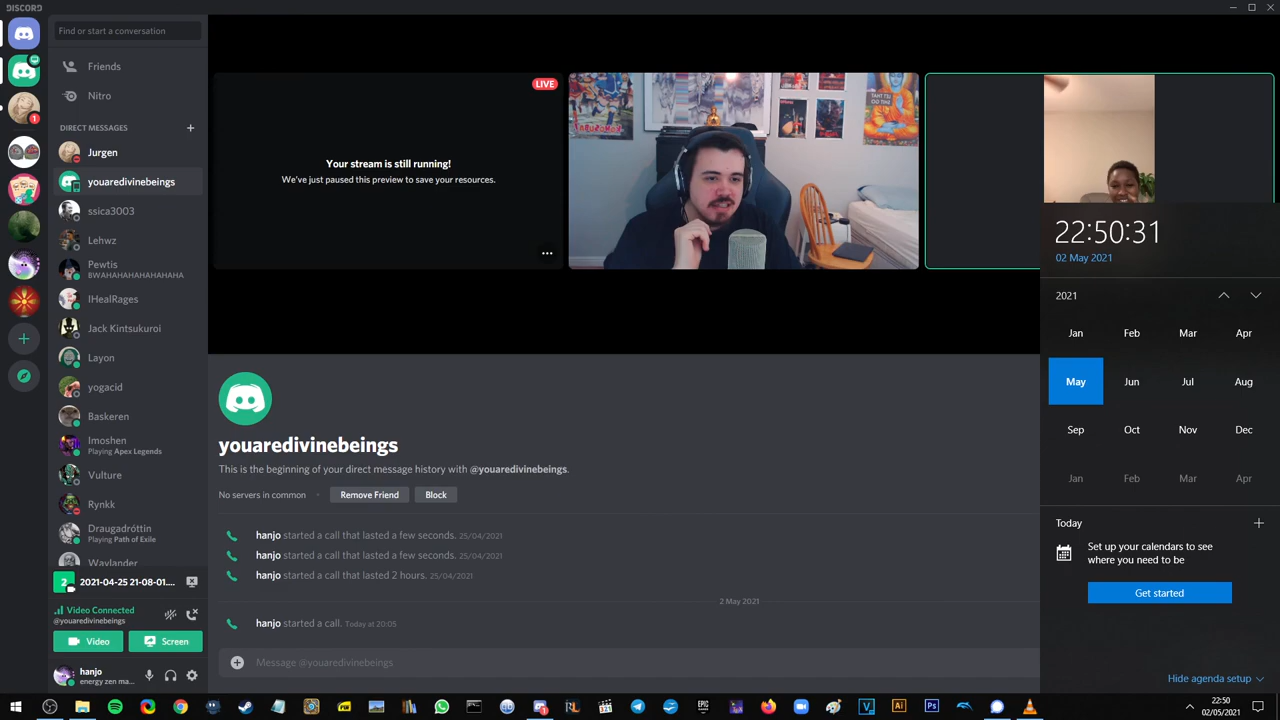 DISCORD
Find or start a conversation
Friends
Nitro
DIRECT MESSAGES
Jurgen
youaredivinebeings
ssica3003
Lehwz
Pewtis
BWAHAHAHAHAHAHA
IHealRages
Jack Kintsukuroi
Layon
yogacid
Baskeren
Imoshen
Playing Apex Legends
Vulture
Rynkk
Draugadróttin
Playing Path of Exile
Waylander
2
2021-04-25 21-08-01....
Video Connected
@youaredivinebeings
Video
Screen
hanjo
energy zen ma...
1
LIVE
Your stream is still running!
We've just paused this preview to save your resources.
youaredivinebeings
This is the beginning of your direct message history with @youaredivinebeings.
No servers in common
Remove Friend
Block
hanjo started a call that lasted a few seconds. 25/04/2021
hanjo started a call that lasted a few seconds. 25/04/2021
hanjo started a call that lasted 2 hours. 25/04/2021
2 May 2021
hanjo started a call. Today at 20:05
Message @youaredivinebeings
22:50:31
02 May 2021
2021
Jan Feb Mar Apr
May Jun Jul Aug
Sep Oct Nov Dec
Jan Feb Mar Apr
Today
Set up your calendars to see
where you need to be
Get started
Hide agenda setup
22:50
02/05/2021